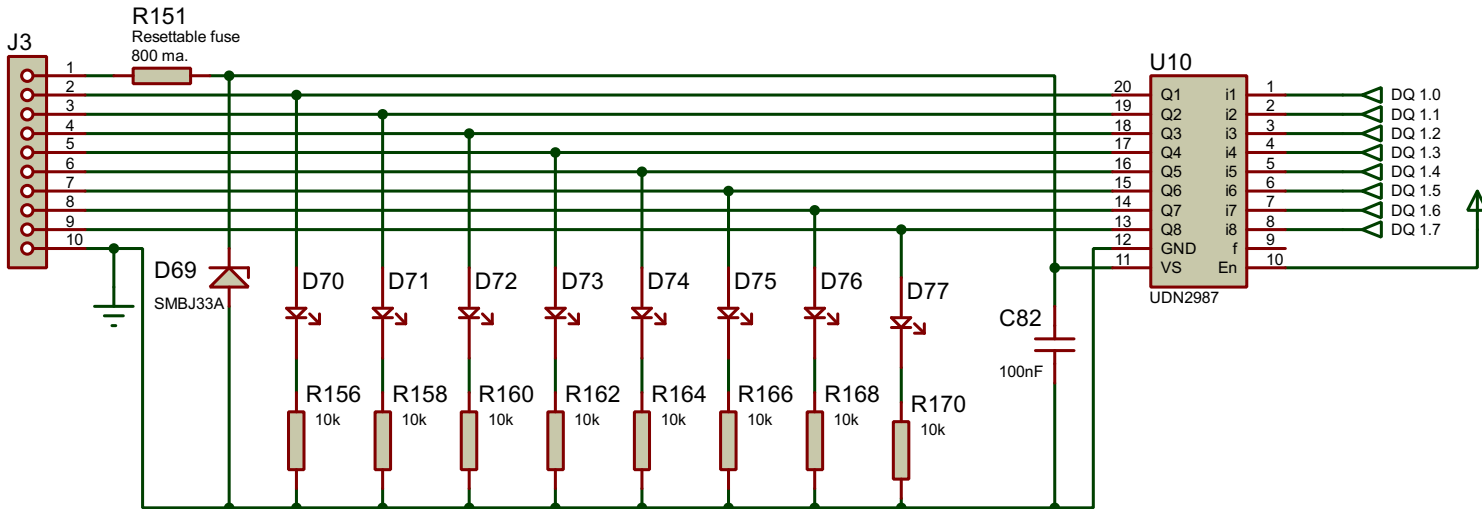 R151
Resettable fuse
800 ma.
J3
1
2
3
4
5
6
7
8
9
10
U10
20 Q1 i1 1 DQ 1.0
19 Q2 i2 2 DQ 1.1
18 Q3 i3 3 DQ 1.2
17 Q4 i4 4 DQ 1.3
16 Q5 i5 5 DQ 1.4
15 Q6 i6 6 DQ 1.5
14 Q7 i7 7 DQ 1.6
13 Q8 i8 8 DQ 1.7
12 GND f 9
11 VS En 10
UDN2987
D69
SMBJ33A
D70
D71
D72
D73
D74
D75
D76
D77
C82
100nF
R156
10k
R158
10k
R160
10k
R162
10k
R164
10k
R166
10k
R168
10k
R170
10k